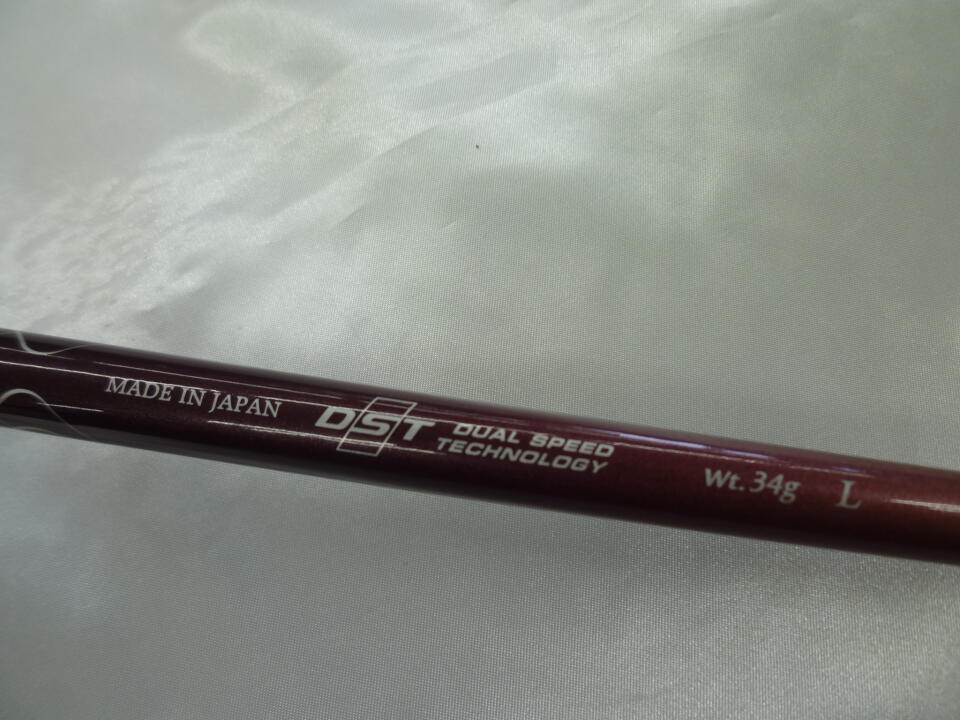 MADE IN JAPAN
DST
DUAL SPEED
TECHNOLOGY
Wt. 34g
L